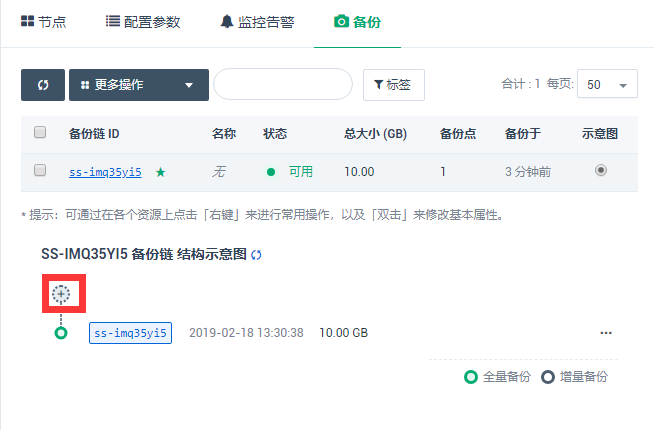 节点 配置参数 监控告警 备份
更多操作 标签 合计 : 1 每页: 50
备份链 ID 名称 状态 总大小 (GB) 备份点 备份于 示意图
ss-imq35yi5 无 可用 10.00 1 3 分钟前
* 提示：可通过在各个资源上点击「右键」来进行常用操作，以及「双击」来修改基本属性。
SS-IMQ35YI5 备份链 结构示意图
ss-imq35yi5 2019-02-18 13:30:38 10.00 GB
全量备份 增量备份